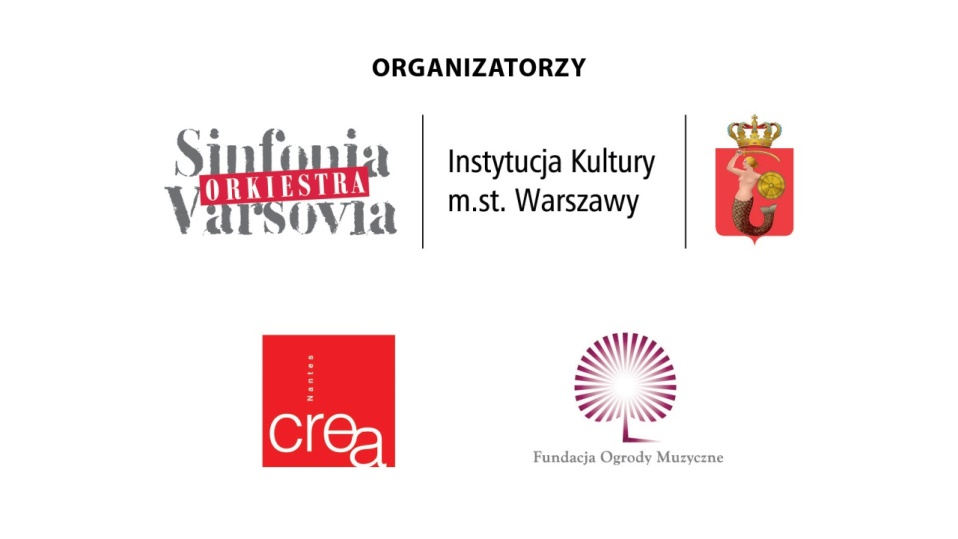 ORGANIZATORZY
Sinfonia
ORKIESTRA
Varsovia
Instytucja Kultury
m.st. Warszawy
Nantes
crea
Fundacja Ogrody Muzyczne